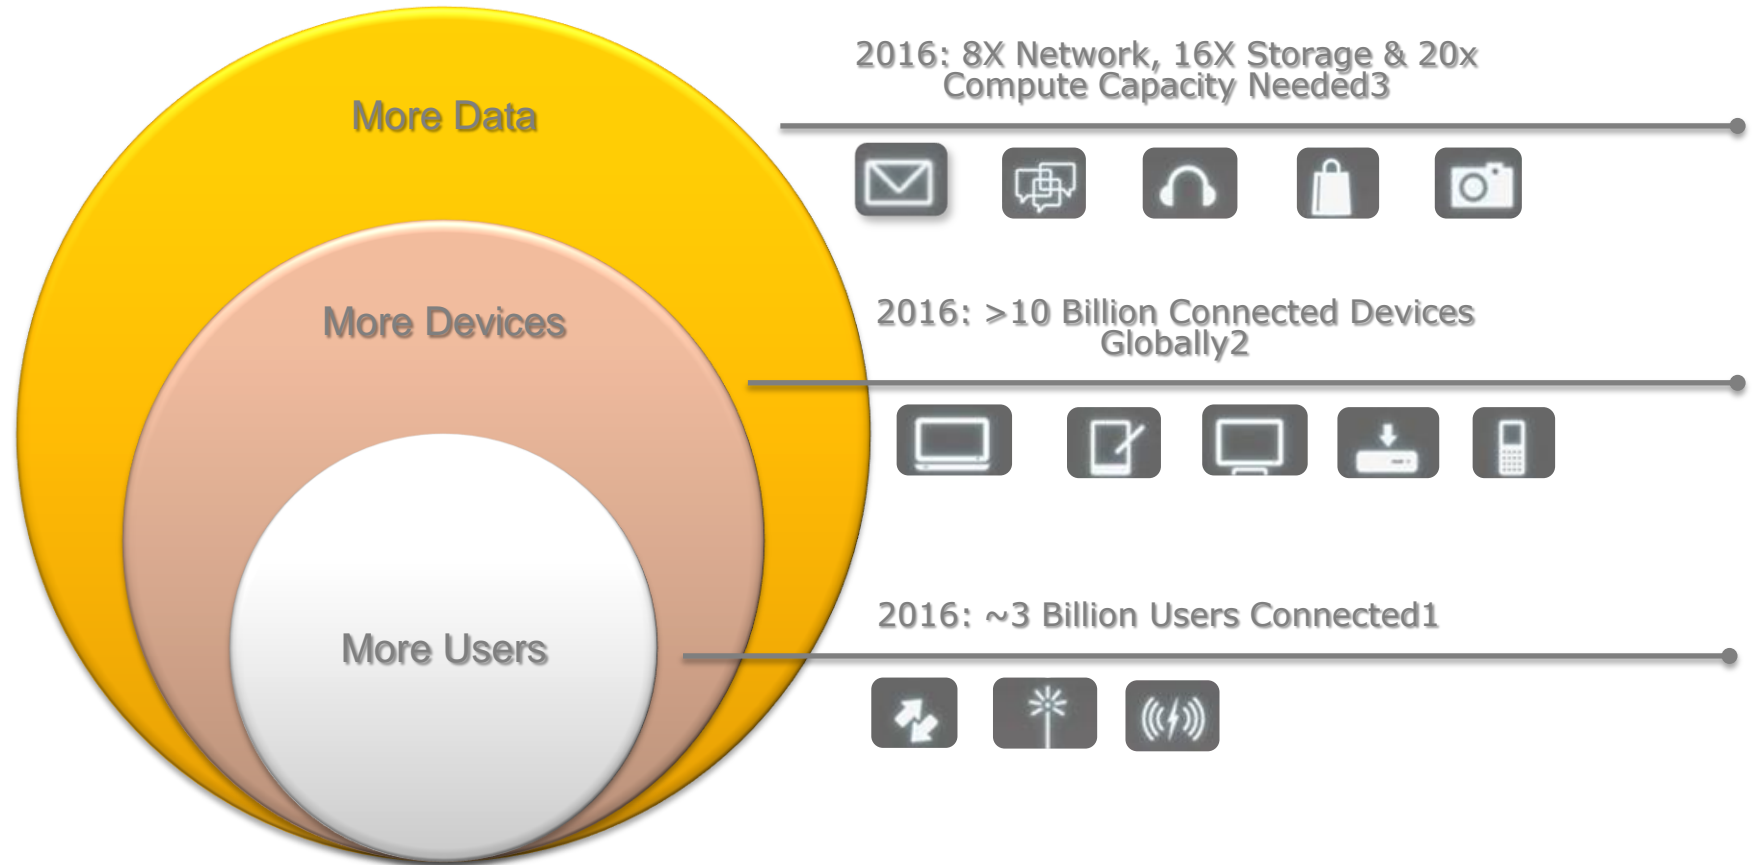 More Data
2016: 8X Network, 16X Storage & 20x
Compute Capacity Needed3
More Devices
2016: >10 Billion Connected Devices
Globally2
More Users
2016: ~3 Billion Users Connected1